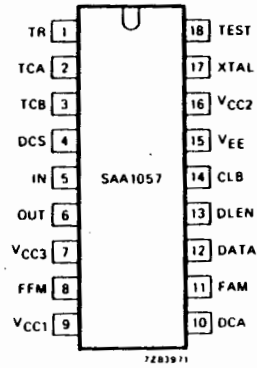 TR 1 18 TEST
TCA 2 17 XTAL
TCB 3 16 VCC2
DCS 4 15 VEE
IN 5 SAA1057 14 CLB
OUT 6 13 DLEN
VCC3 7 12 DATA
FFM 8 11 FAM
VCC1 9 10 DCA
7Z83971